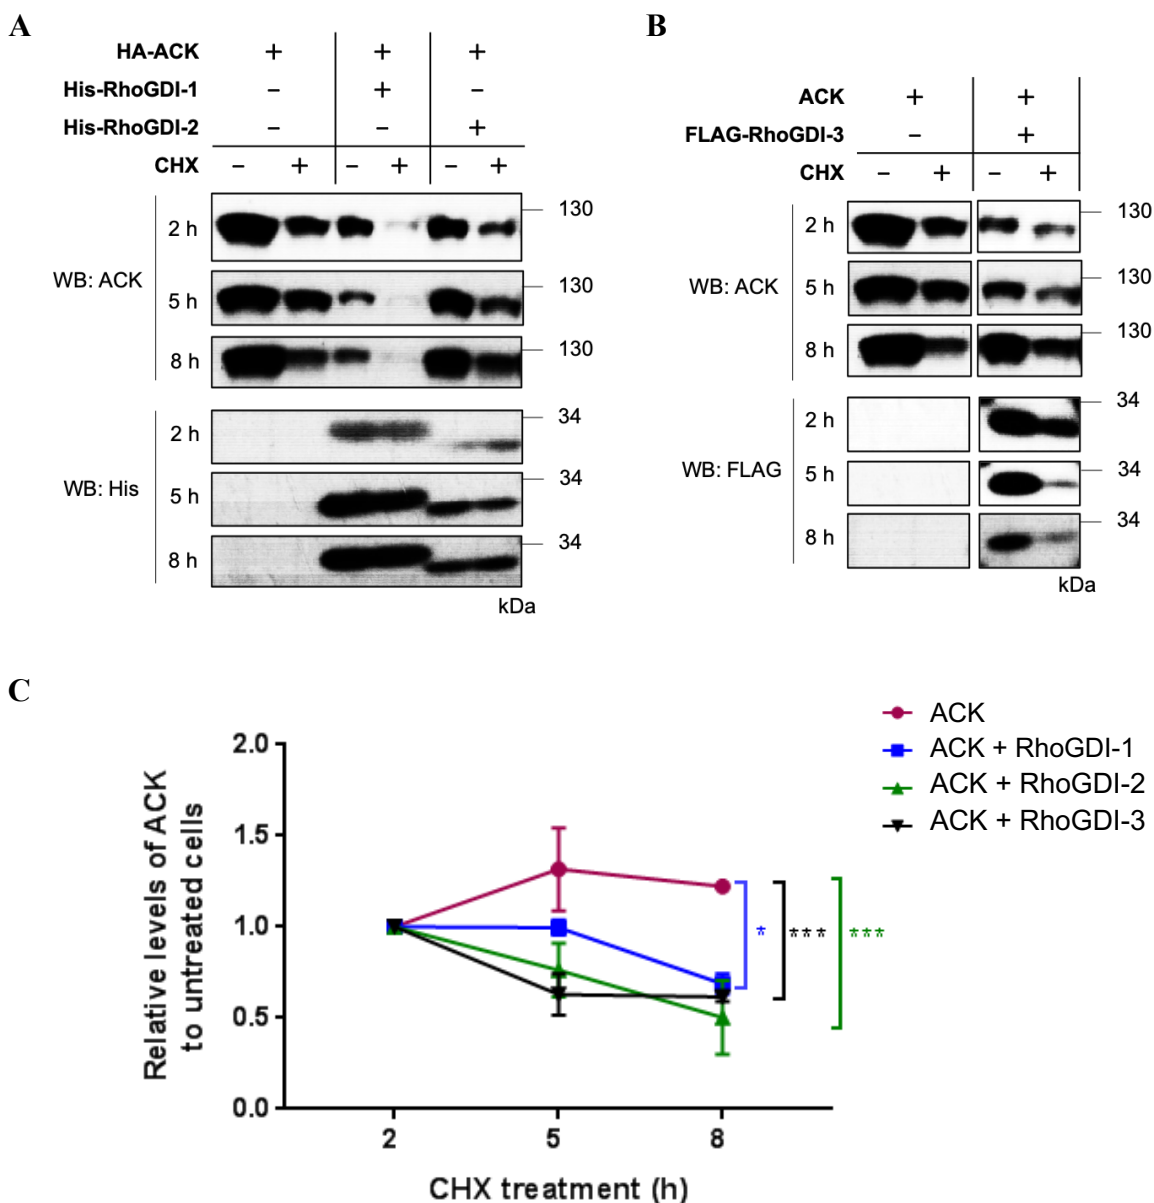 A
HA-ACK + + +
His-RhoGDI-1 – + –
His-RhoGDI-2 – – +
CHX – + – + – +
WB: ACK
2 h 130
5 h 130
8 h 130
WB: His
2 h 34
5 h 34
8 h 34
kDa
B
ACK + +
FLAG-RhoGDI-3 – +
CHX – + – +
WB: ACK
2 h 130
5 h 130
8 h 130
WB: FLAG
2 h 34
5 h 34
8 h 34
kDa
C
Relative levels of ACK
to untreated cells
2.0
1.5
1.0
0.5
0.0
2 5 8
CHX treatment (h)
* *** ***
ACK
ACK + RhoGDI-1
ACK + RhoGDI-2
ACK + RhoGDI-3